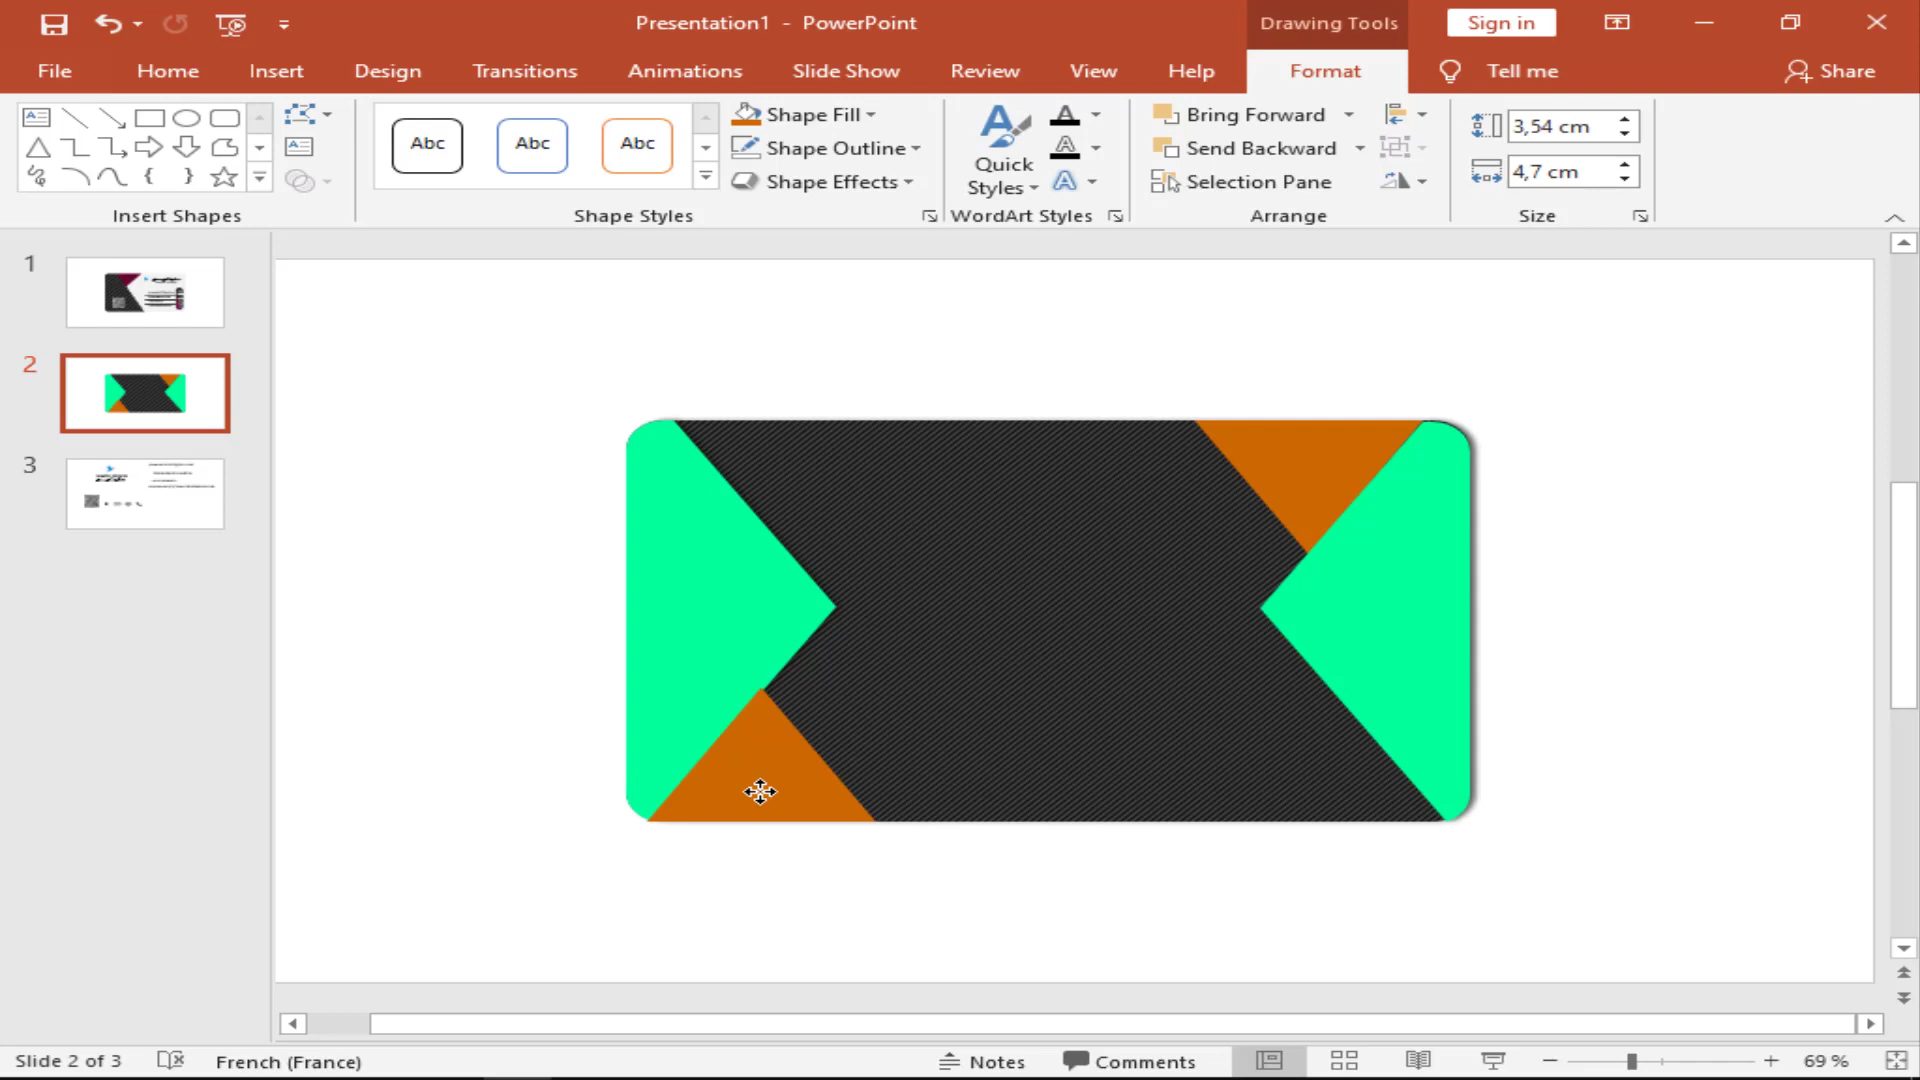 Presentation1 - PowerPoint
Drawing Tools
Sign in
File
Home
Insert
Design
Transitions
Animations
Slide Show
Review
View
Help
Format
Tell me
Share
Abc
Abc
Abc
Shape Fill
Shape Outline
Shape Effects
Quick
Styles
Bring Forward
Send Backward
Selection Pane
3,54 cm
4,7 cm
Insert Shapes
Shape Styles
WordArt Styles
Arrange
Size
1
2
3
Slide 2 of 3
French (France)
Notes
Comments
69 %